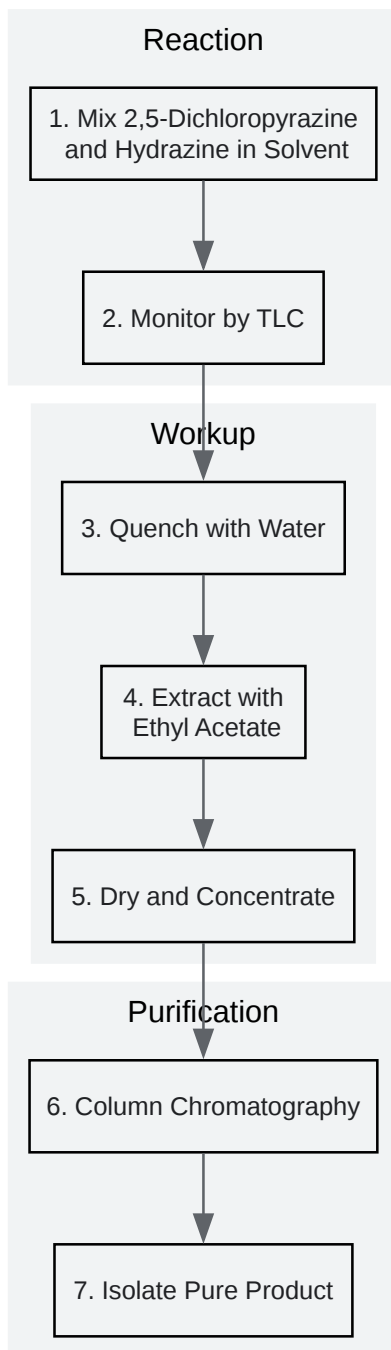 Reaction
1. Mix 2,5-Dichloropyrazine
and Hydrazine in Solvent
2. Monitor by TLC
Workup
3. Quench with Water
4. Extract with
Ethyl Acetate
5. Dry and Concentrate
Purification
6. Column Chromatography
7. Isolate Pure Product